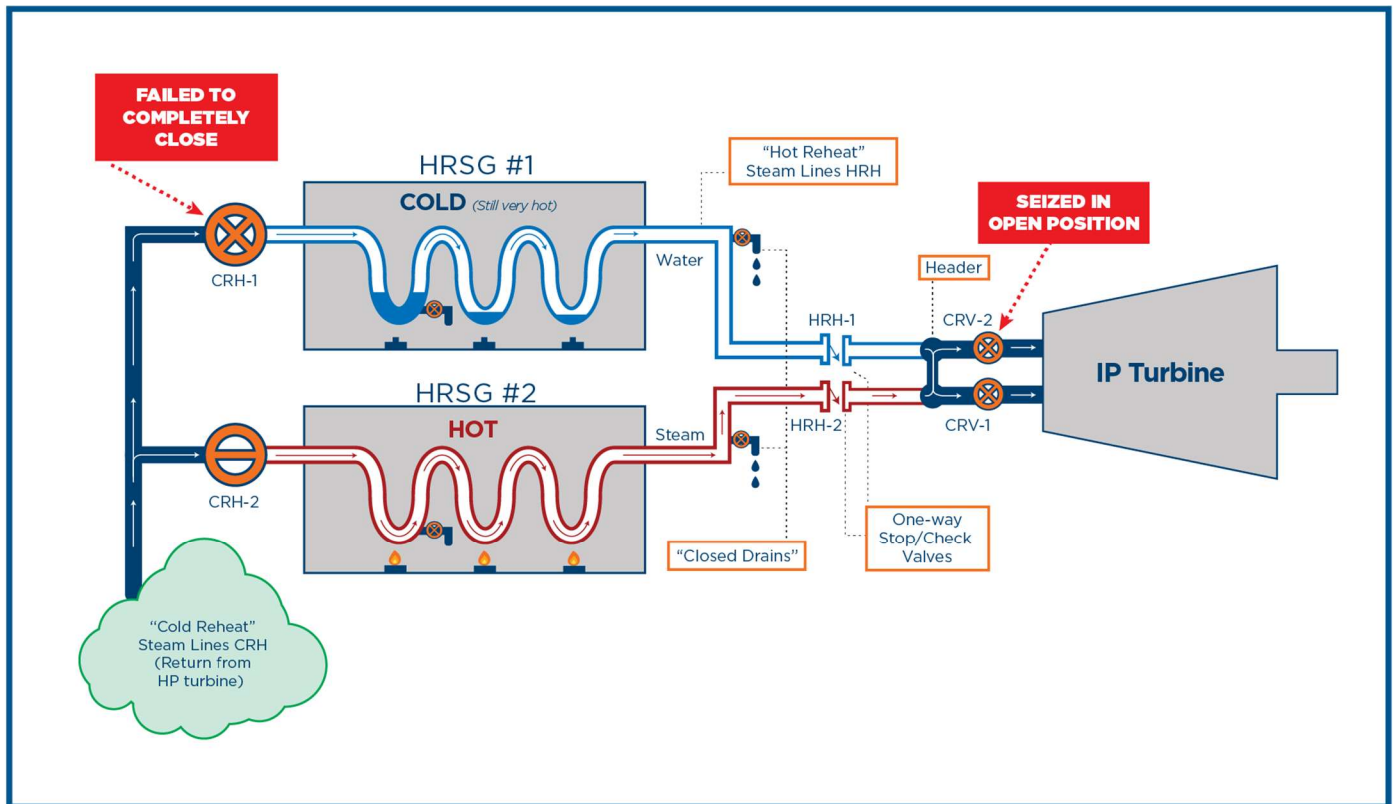 FAILED TO
COMPLETELY
CLOSE
HRSG #1
COLD (Still very hot)
CRH-1
Water
"Hot Reheat"
Steam Lines HRH
SEIZED IN
OPEN POSITION
Header
HRH-1
CRV-2
IP Turbine
HRSG #2
HOT
CRH-2
Steam
HRH-2
CRV-1
"Closed Drains"
One-way
Stop/Check
Valves
"Cold Reheat"
Steam Lines CRH
(Return from
HP turbine)